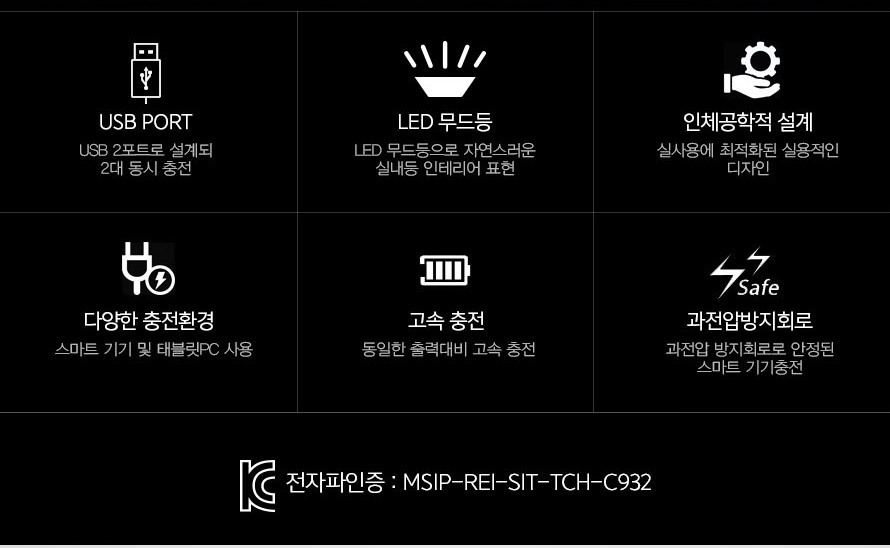 USB PORT
USB 2포트로 설계되
2대 동시 충전
LED 무드등
LED 무드등으로 자연스러운
실내등 인테리어 표현
인체공학적 설계
실사용에 최적화된 실용적인
디자인
다양한 충전환경
스마트 기기 및 태블릿PC 사용
고속 충전
동일한 출력대비 고속 충전
Safe
과전압방지회로
과전압 방지회로로 안정된
스마트 기기충전
KC 전자파인증 : MSIP-REI-SIT-TCH-C932